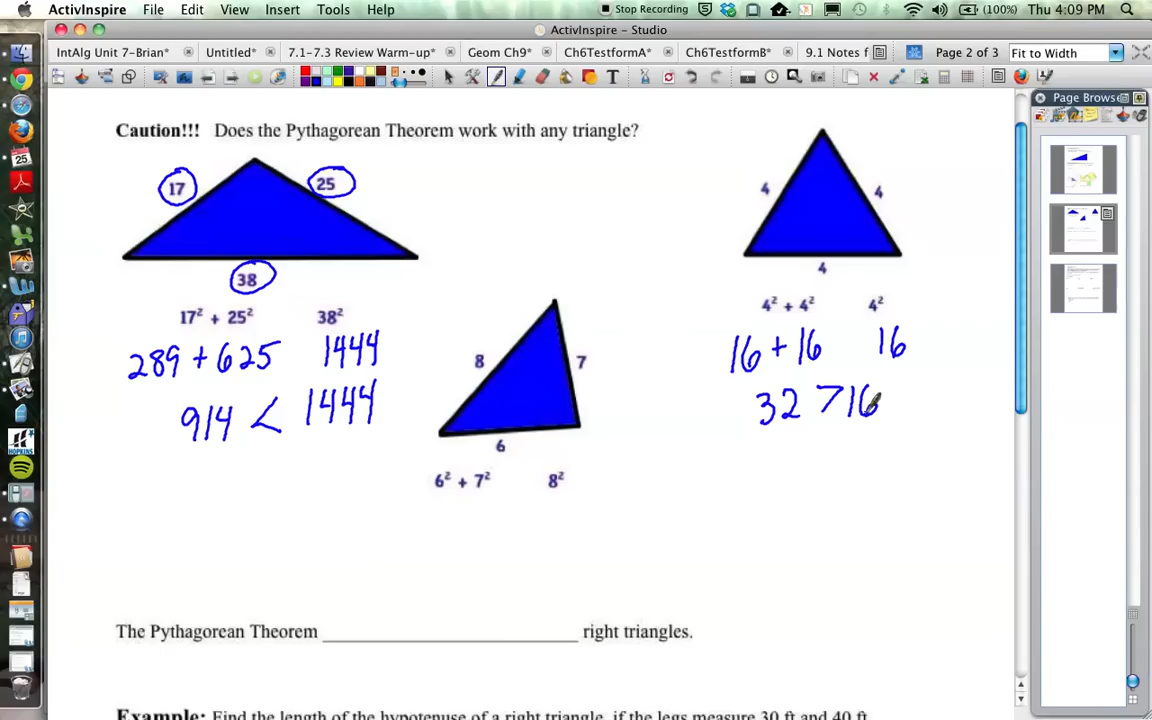 ActivInspire File Edit View Insert Tools Help Stop Recording (100%) Thu 4:09 PM
ActivInspire - Studio
IntAlg Unit 7-Brian* Untitled* 7.1-7.3 Review Warm-up* Geom Ch9* Ch6TestformA* Ch6TestformB* 9.1 Notes f Page 2 of 3 Fit to Width
Page Brows
Caution!!! Does the Pythagorean Theorem work with any triangle?
17 25
38
4 4
4
17² + 25² 38²
289 + 625 1444
914 < 1444
8 7
6
6² + 7² 8²
4² + 4² 4²
16 + 16 16
32 > 16
The Pythagorean Theorem ____________________ right triangles.
Example: Find the length of the hypotenuse of a right triangle, if the legs measure 30 ft and 40 ft.